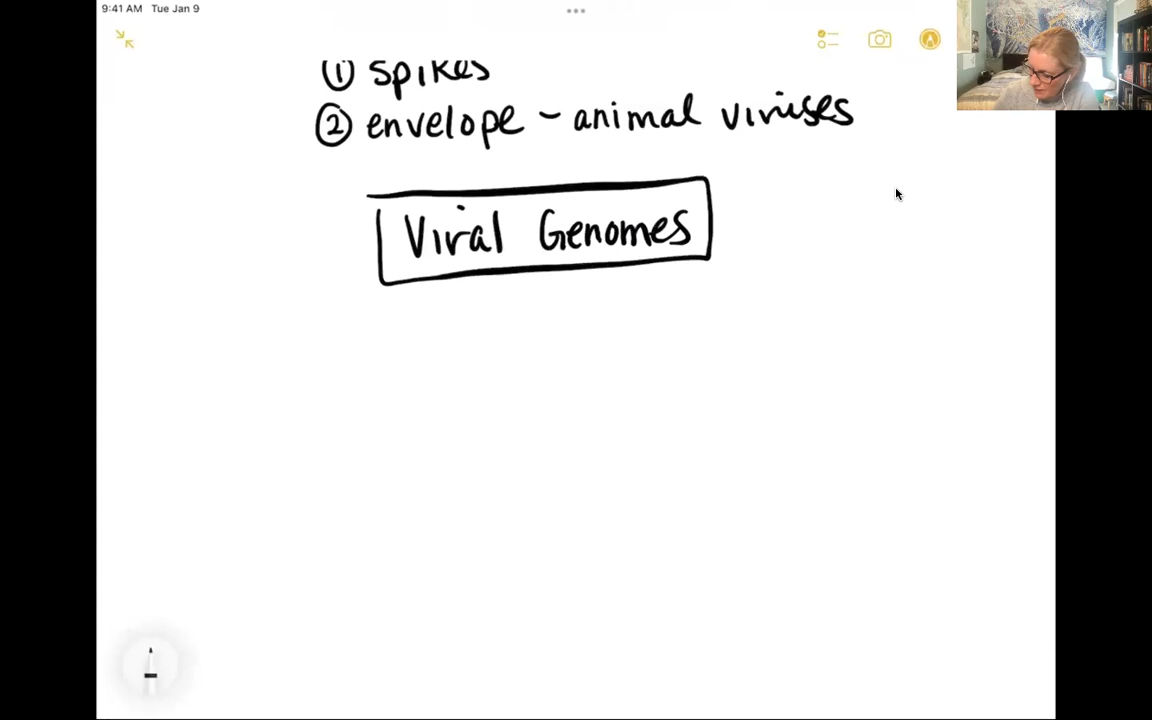 9:41 AM Tue Jan 9
① spikes
② envelope - animal viruses
Viral Genomes